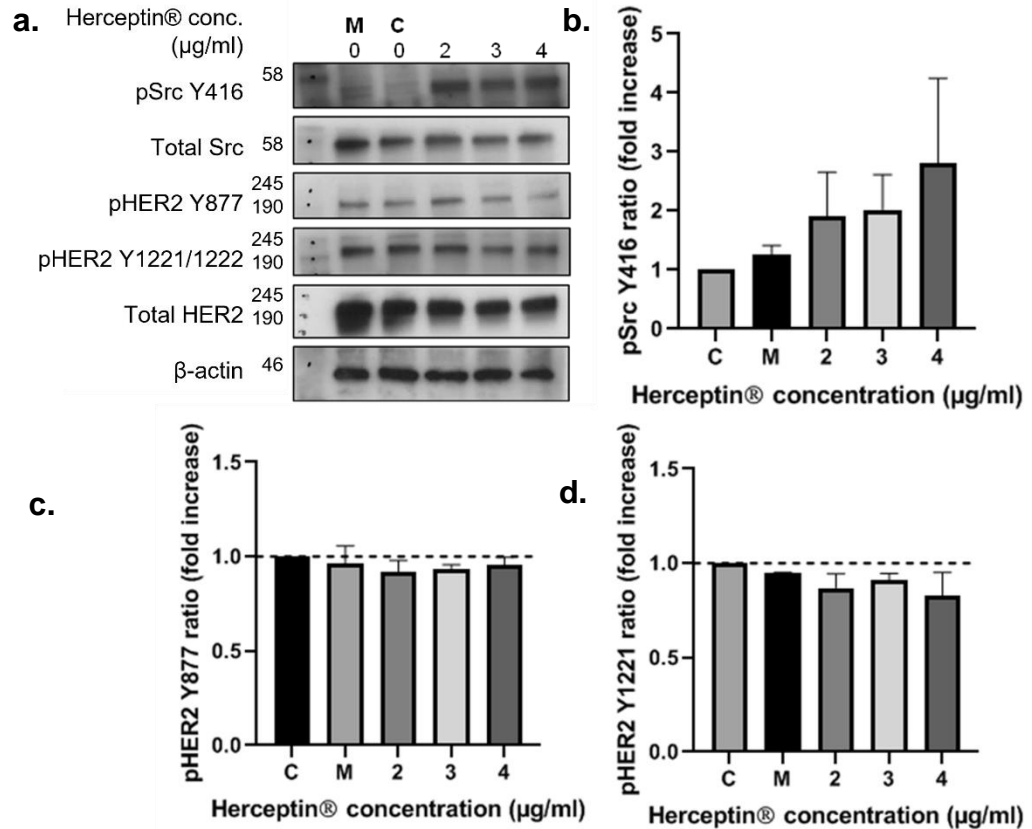 a.
Herceptin® conc.
(µg/ml)
M C
0 0 2 3 4
pSrc Y416 58
Total Src 58
pHER2 Y877 245
190
pHER2 Y1221/1222 245
190
Total HER2 245
190
β-actin 46
b.
pSrc Y416 ratio (fold increase)
5
4
3
2
1
0
C M 2 3 4
Herceptin® concentration (µg/ml)
c.
pHER2 Y877 ratio (fold increase)
1.5
1.0
0.5
0.0
C M 2 3 4
Herceptin® concentration (µg/ml)
d.
pHER2 Y1221 ratio (fold increase)
1.5
1.0
0.5
0.0
C M 2 3 4
Herceptin® concentration (µg/ml)